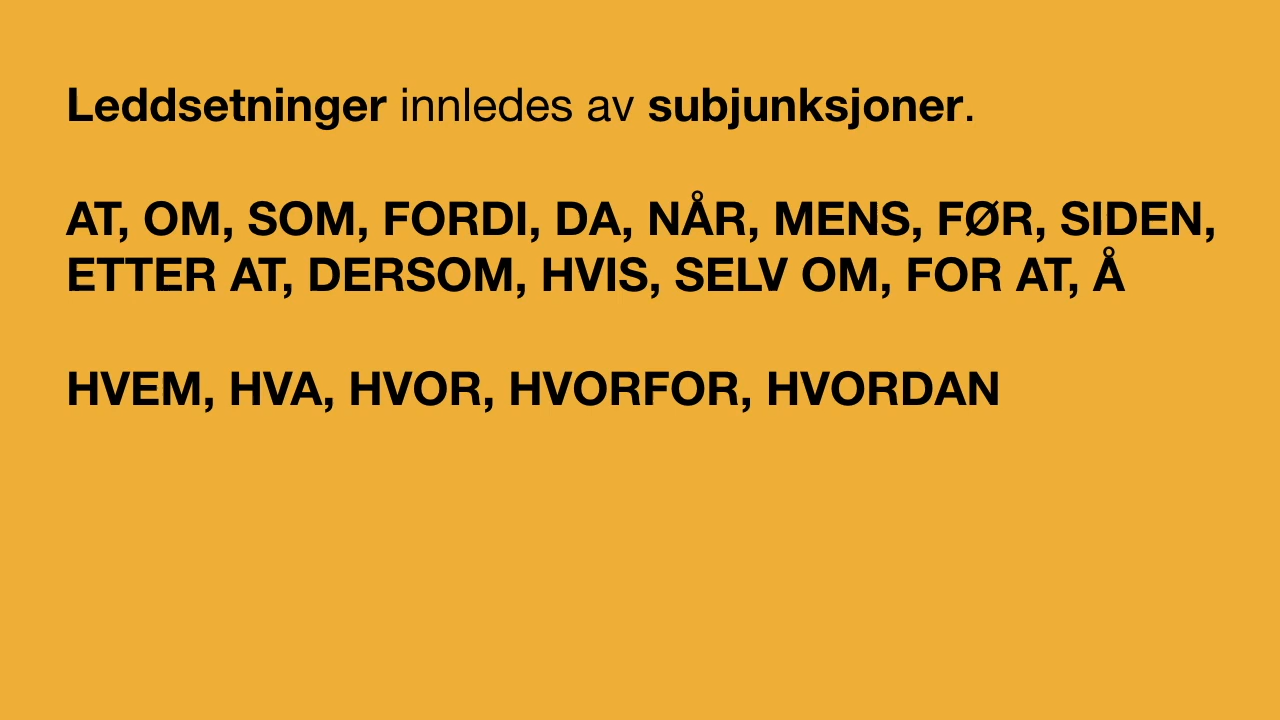 Leddsetninger innledes av subjunksjoner.
AT, OM, SOM, FORDI, DA, NÅR, MENS, FØR, SIDEN,
ETTER AT, DERSOM, HVIS, SELV OM, FOR AT, Å
HVEM, HVA, HVOR, HVORFOR, HVORDAN